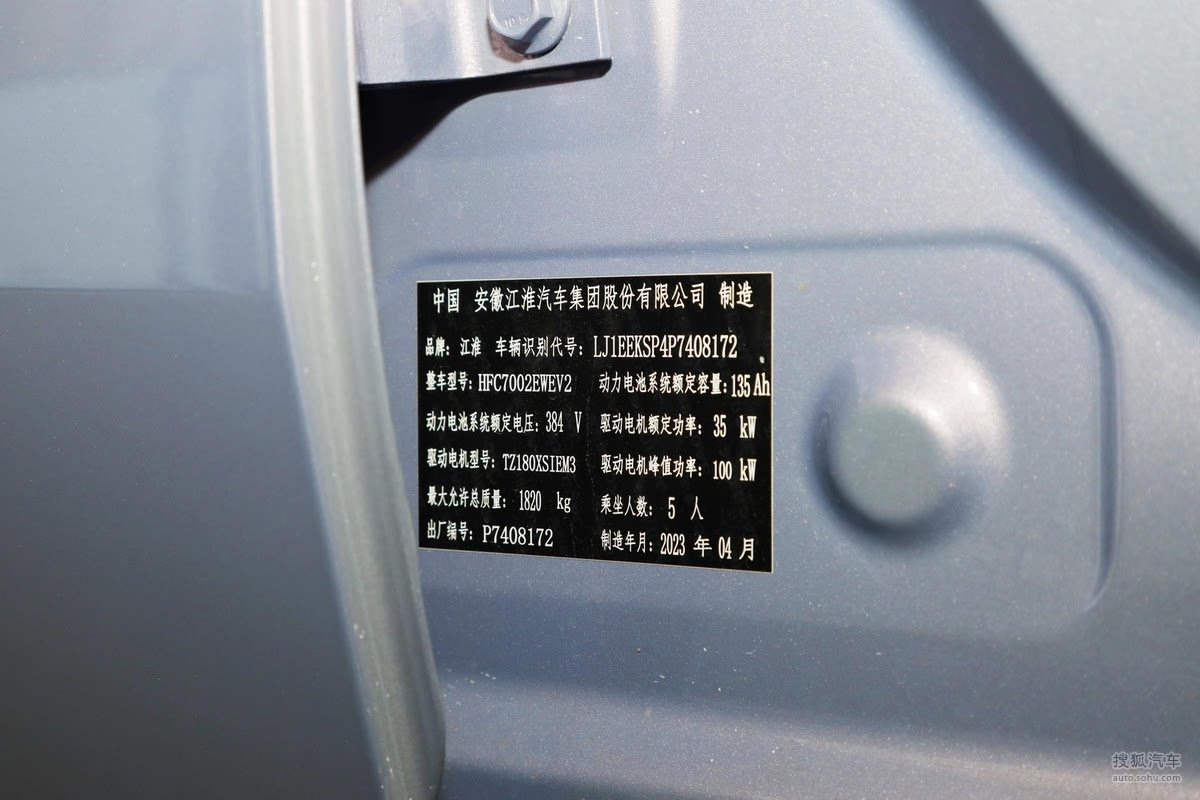 10.9
中国 安徽江淮汽车集团股份有限公司 制造
品牌: 江淮 车辆识别代号: LJ1EEKSP4P7408172
整车型号: HFC7002EWEV2 动力电池系统额定容量: 135 Ah
动力电池系统额定电压: 384 V 驱动电机额定功率: 35 kW
驱动电机型号: TZ180XSIEM3 驱动电机峰值功率: 100 kW
最大允许总质量: 1820 kg 乘坐人数: 5 人
出厂编号: P7408172 制造年月: 2023 年 04 月
搜狐汽车
auto.sohu.com